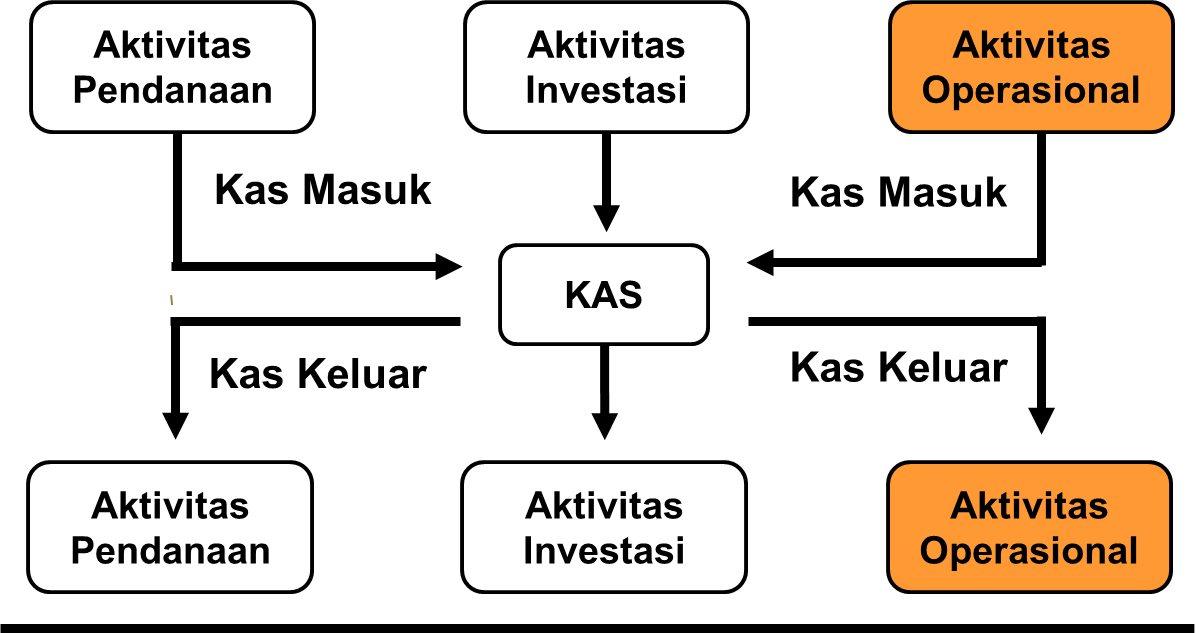 Aktivitas
Pendanaan
Aktivitas
Investasi
Aktivitas
Operasional
Kas Masuk
Kas Masuk
KAS
Kas Keluar
Kas Keluar
Aktivitas
Pendanaan
Aktivitas
Investasi
Aktivitas
Operasional